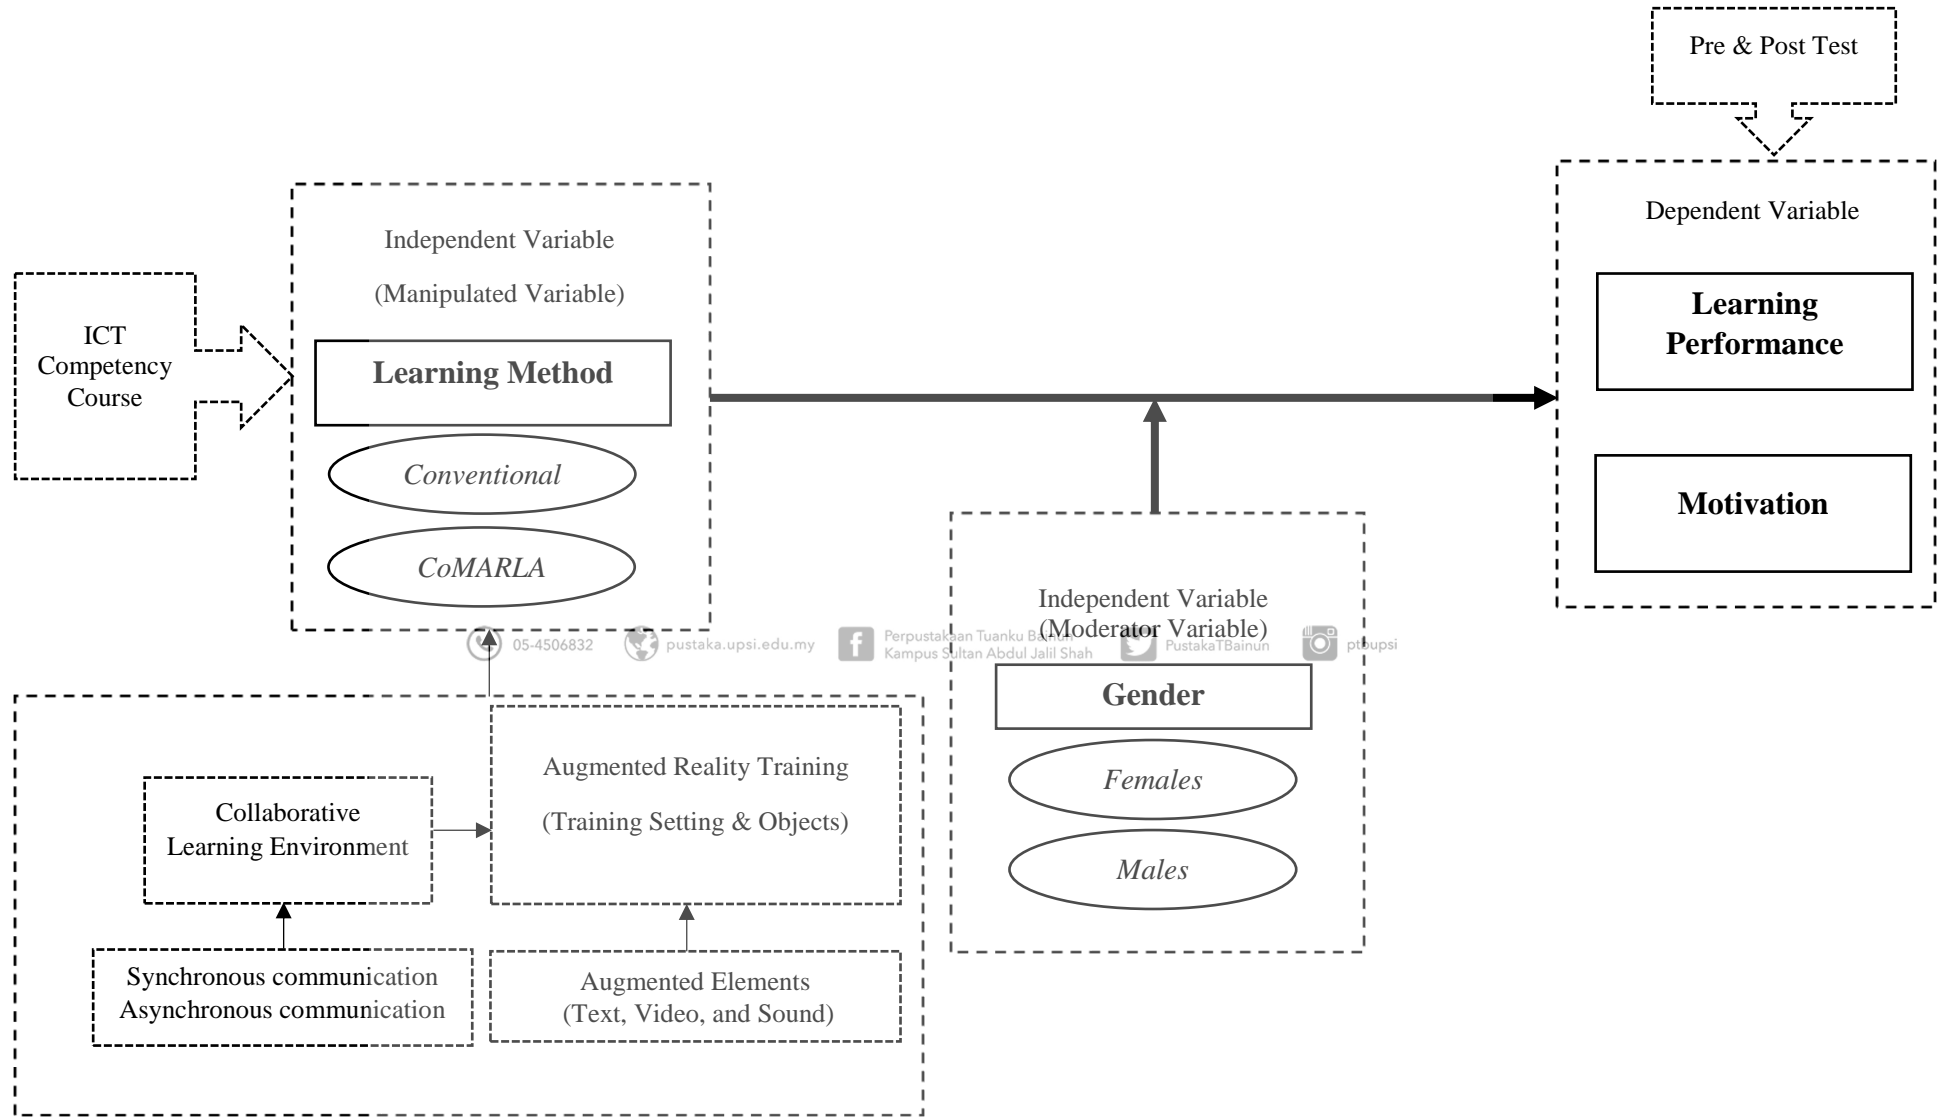 Pre & Post Test
Dependent Variable
Learning
Performance
Motivation
Independent Variable
(Manipulated Variable)
Learning Method
Conventional
CoMARLA
ICT
Competency
Course
Independent Variable
(Moderator Variable)
Gender
Females
Males
05-4506832
pustaka.upsi.edu.my
Perpustakaan Tuanku Bainun
Kampus Sultan Abdul Jalil Shah
PustakaTBainun
ptbupsi
Augmented Reality Training
(Training Setting & Objects)
Collaborative
Learning Environment
Synchronous communication
Asynchronous communication
Augmented Elements
(Text, Video, and Sound)